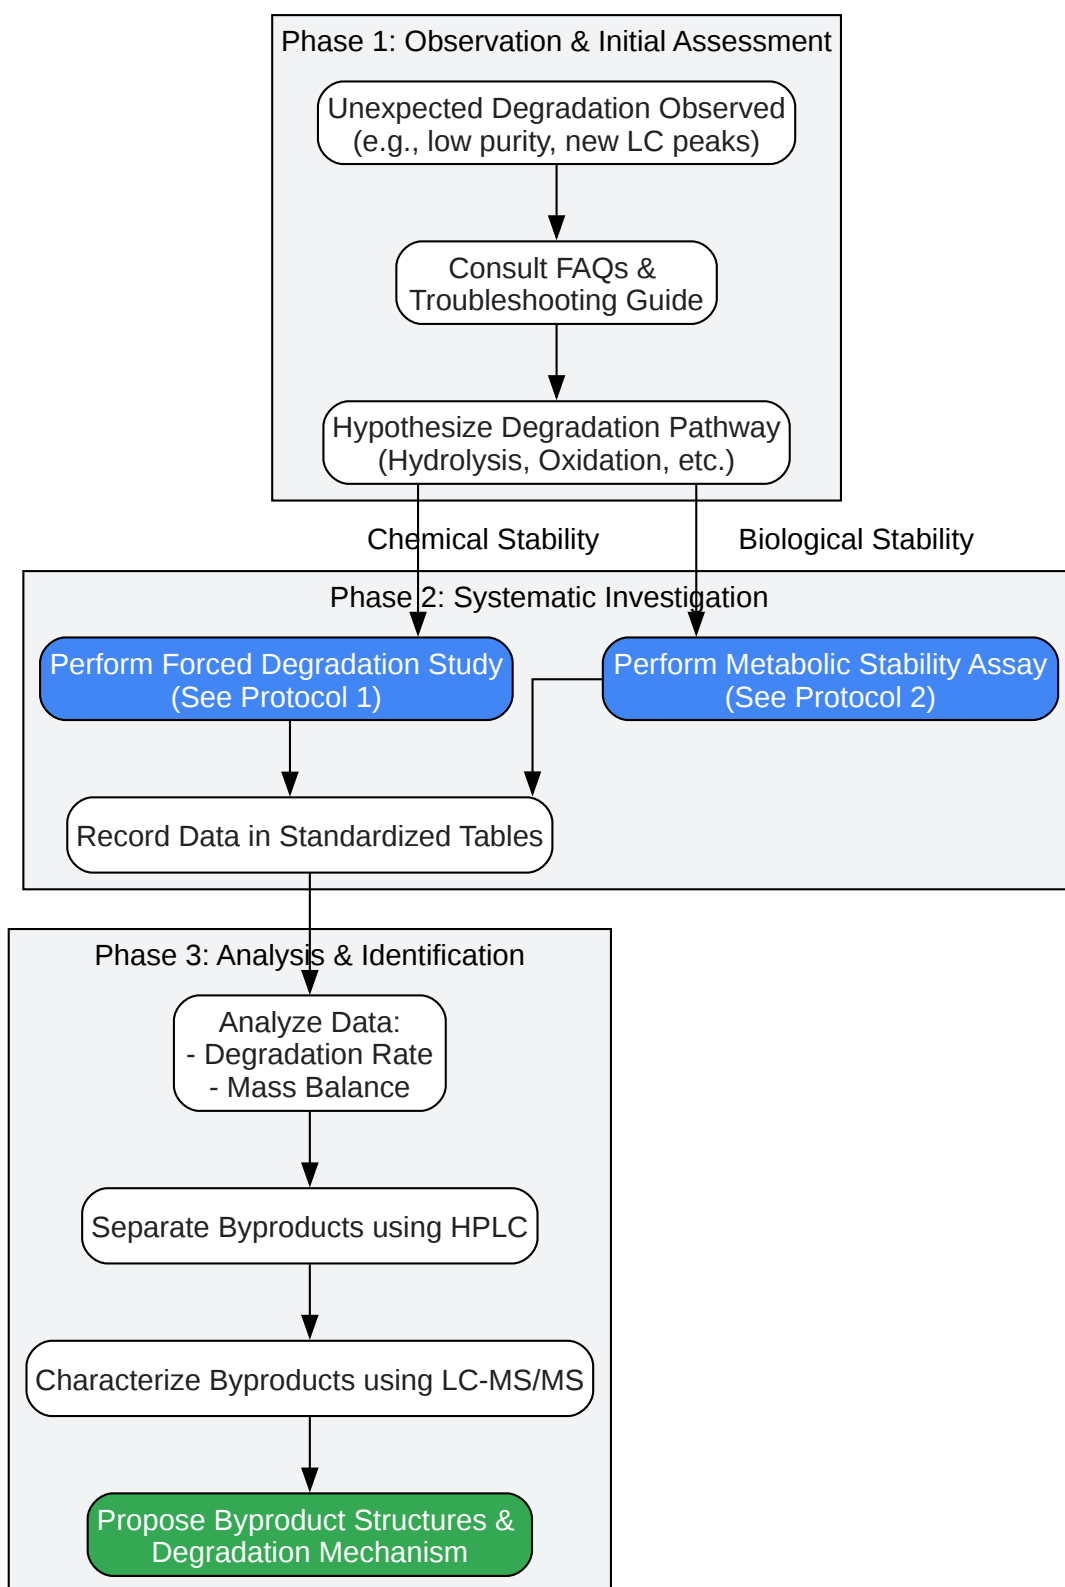 Phase 1: Observation & Initial Assessment
Unexpected Degradation Observed
(e.g., low purity, new LC peaks)
Consult FAQs &
Troubleshooting Guide
Hypothesize Degradation Pathway
(Hydrolysis, Oxidation, etc.)
Chemical Stability
Biological Stability
Phase 2: Systematic Investigation
Perform Forced Degradation Study
(See Protocol 1)
Perform Metabolic Stability Assay
(See Protocol 2)
Record Data in Standardized Tables
Phase 3: Analysis & Identification
Analyze Data:
- Degradation Rate
- Mass Balance
Separate Byproducts using HPLC
Characterize Byproducts using LC-MS/MS
Propose Byproduct Structures &
Degradation Mechanism